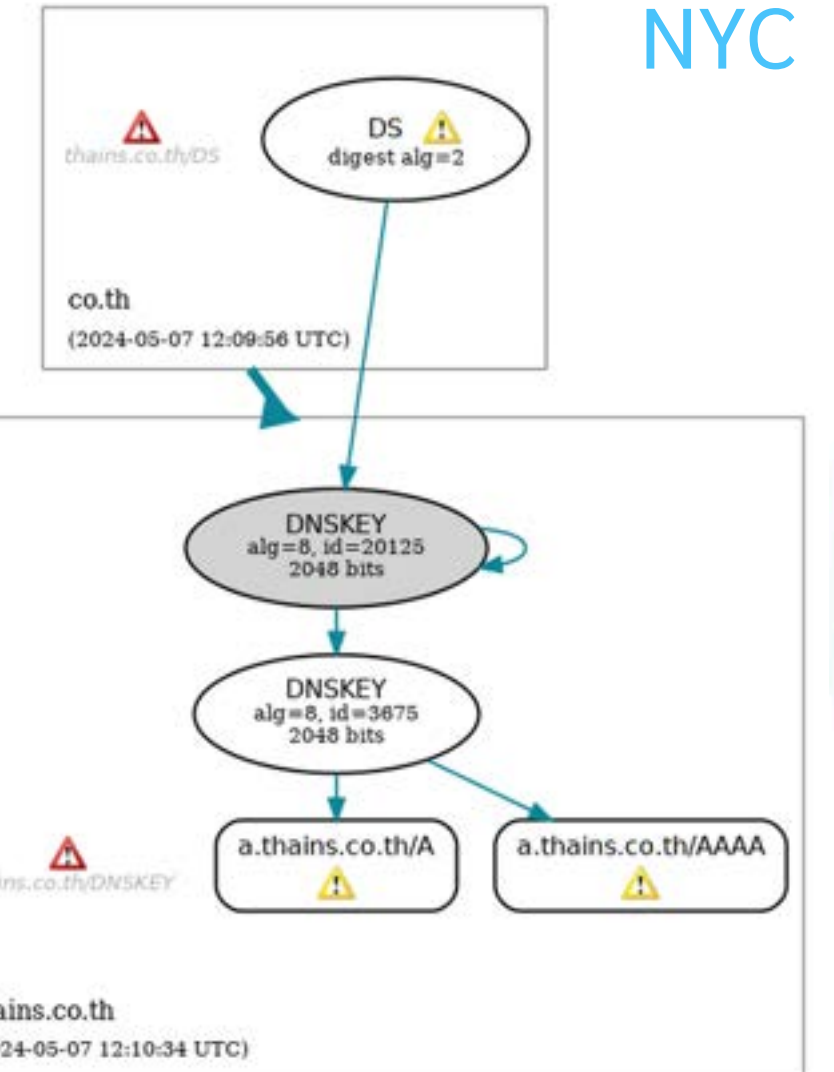 NYC
DS
thains.co.th/DS
digest alg=2
co.th
(2024-05-07 12:09:56 UTC)
DNSKEY
alg=8, id=20125
2048 bits
DNSKEY
alg=8, id=3675
2048 bits
a.thains.co.th/A
a.thains.co.th/AAAA
ins.co.th/DNSKEY
ains.co.th
24-05-07 12:10:34 UTC)